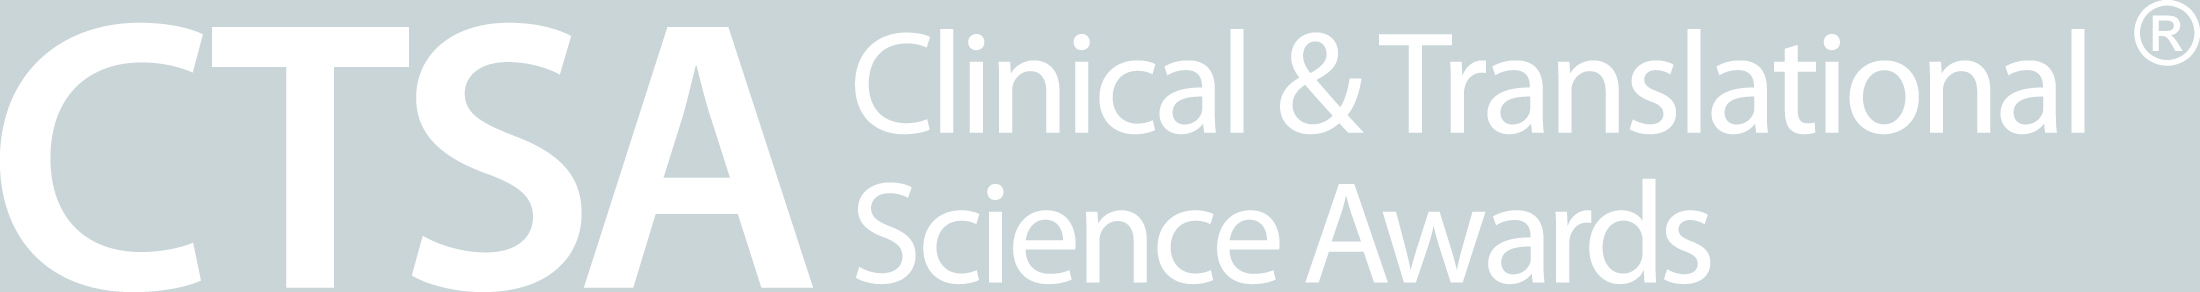 CTSA Clinical & Translational ®
Science Awards